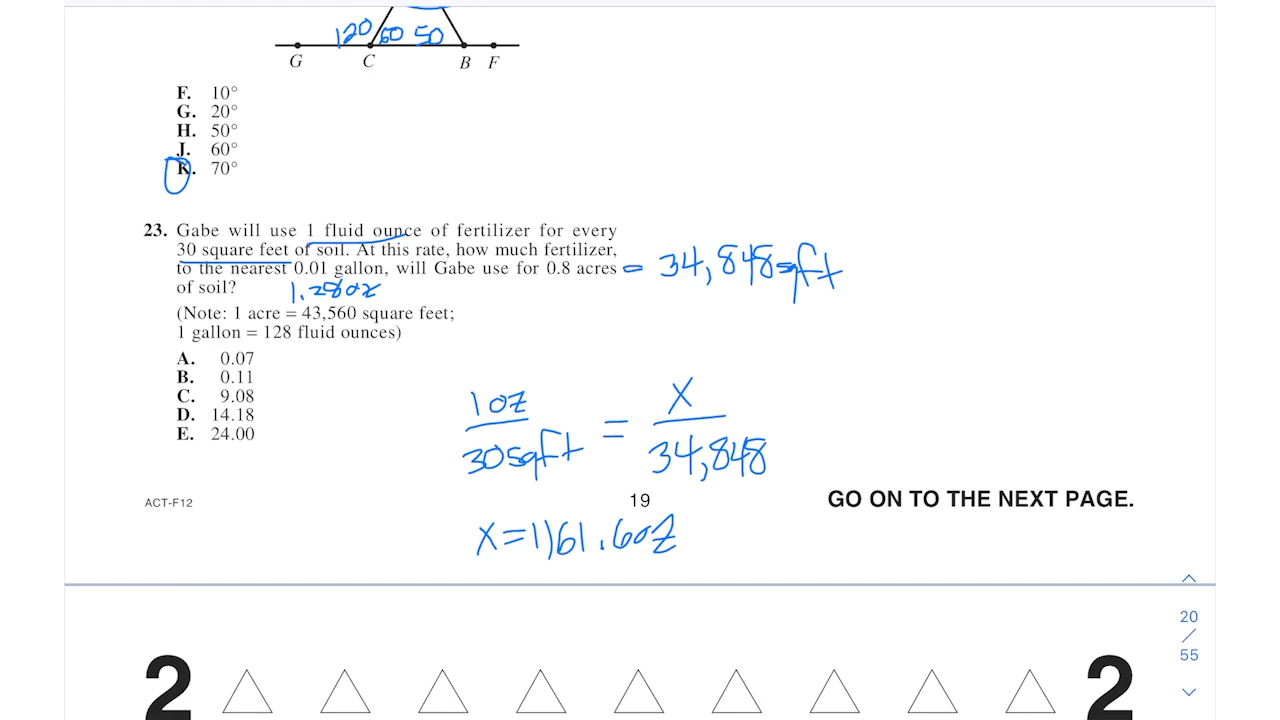 120 60 50
G C B F
F. 10°
G. 20°
H. 50°
J. 60°
K. 70°
23. Gabe will use 1 fluid ounce of fertilizer for every
30 square feet of soil. At this rate, how much fertilizer,
to the nearest 0.01 gallon, will Gabe use for 0.8 acres
of soil?
= 34,848 sqft
1.28oz
(Note: 1 acre = 43,560 square feet;
1 gallon = 128 fluid ounces)
A. 0.07
B. 0.11
C. 9.08
D. 14.18
E. 24.00
1oz X
30sqft = 34,848
ACT-F12 19 GO ON TO THE NEXT PAGE.
X=1161.6oz
20
/
55
2 2